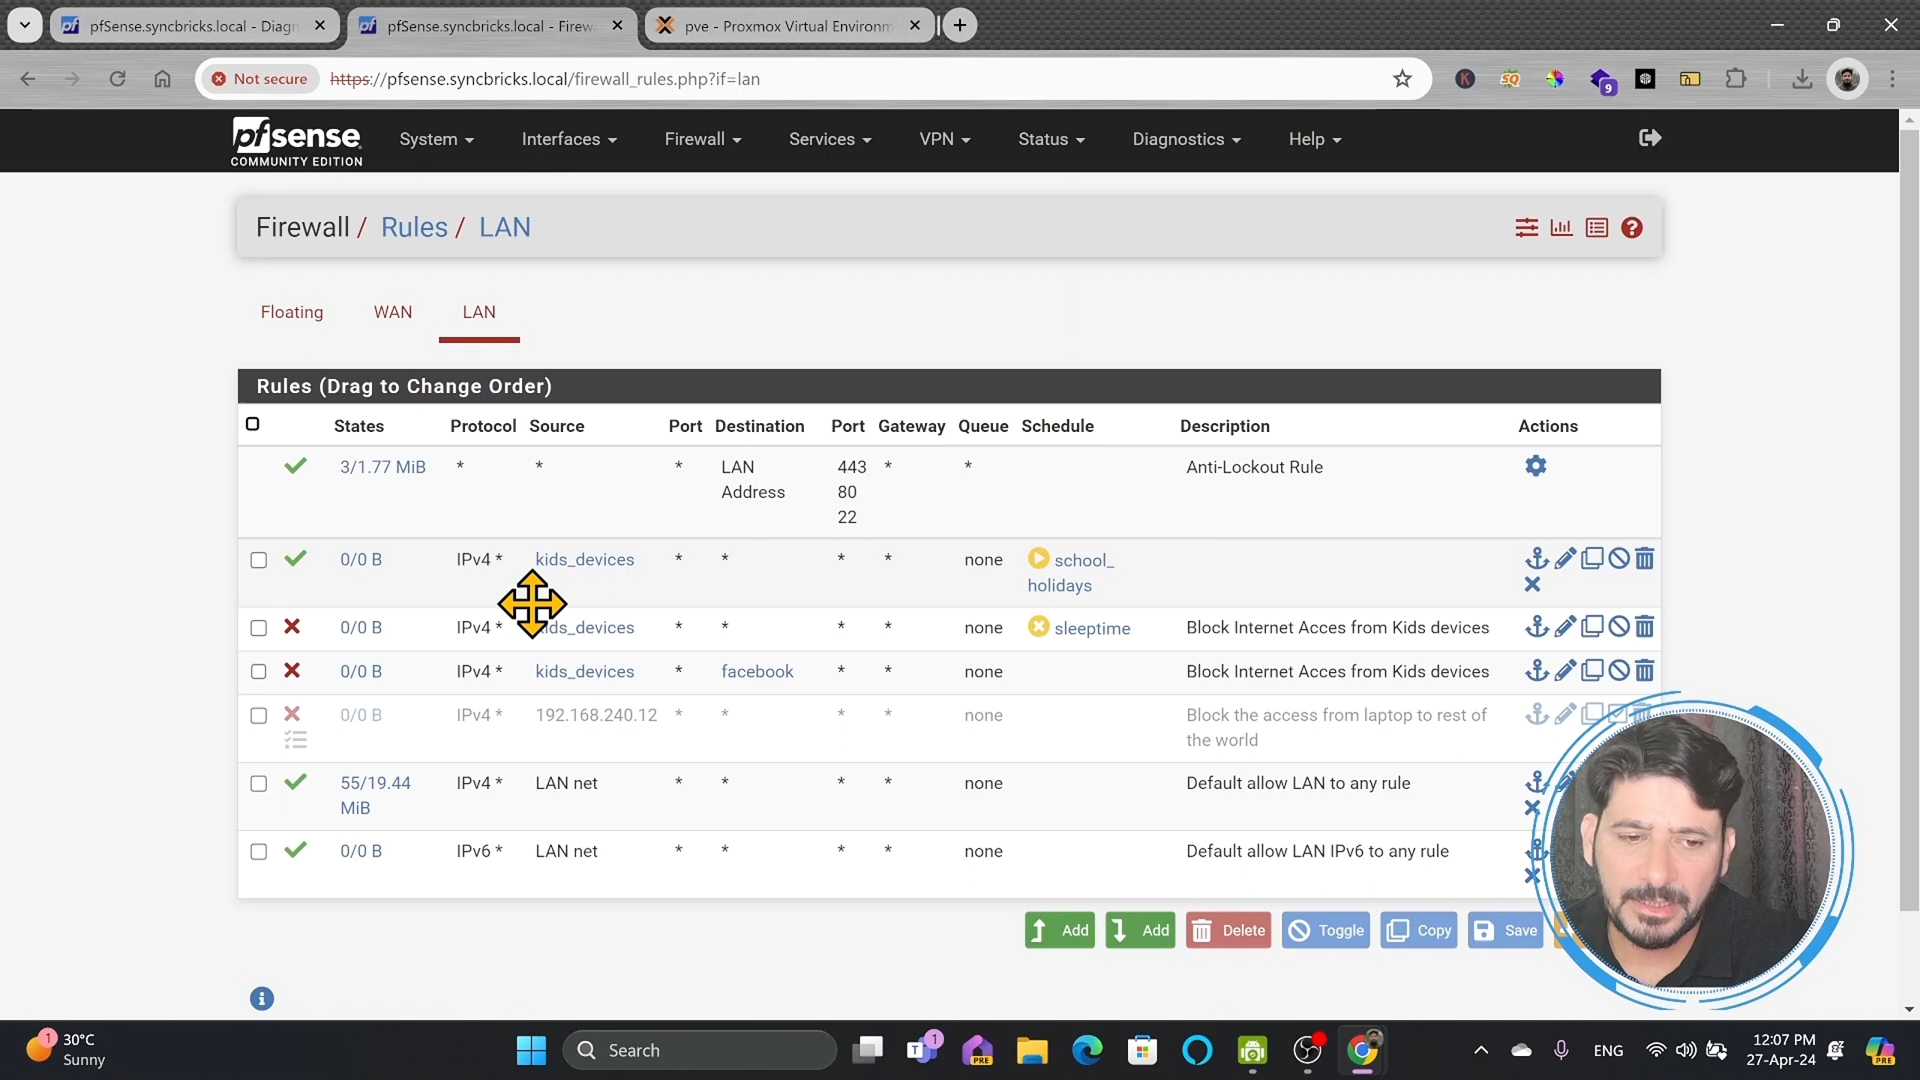 pfSense.syncbricks.local - Diagn
pfSense.syncbricks.local - Firew
pve - Proxmox Virtual Environm
Not secure https://pfsense.syncbricks.local/firewall_rules.php?if=lan
9
pfsense
COMMUNITY EDITION
System Interfaces Firewall Services VPN Status Diagnostics Help
Firewall / Rules / LAN
Floating WAN LAN
Rules (Drag to Change Order)
States Protocol Source Port Destination Port Gateway Queue Schedule Description Actions
3/1.77 MiB * * * LAN 443 * * Anti-Lockout Rule
Address 80
22
0/0 B IPv4 * kids_devices * * * * none school_
holidays
0/0 B IPv4 * kids_devices * * * * none sleeptime Block Internet Acces from Kids devices
0/0 B IPv4 * kids_devices * facebook * * none Block Internet Acces from Kids devices
0/0 B IPv4 * 192.168.240.12 * * * * none Block the access from laptop to rest of
the world
55/19.44 IPv4 * LAN net * * * * none Default allow LAN to any rule
MiB
0/0 B IPv6 * LAN net * * * * none Default allow LAN IPv6 to any rule
Add Add Delete Toggle Copy Save
1 30°C
Sunny
Search
1
PRE
ENG
12:07 PM
27-Apr-24
PRE